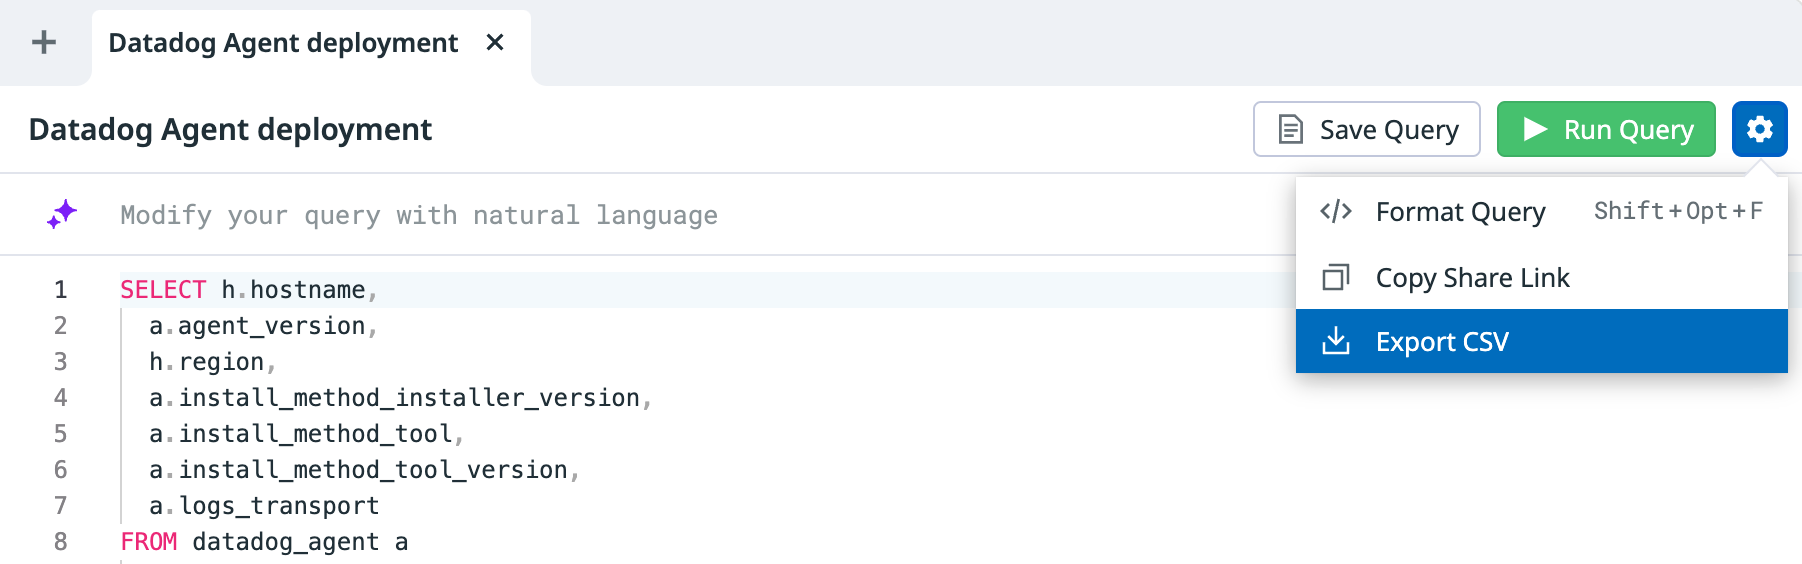 Datadog Agent deployment
Datadog Agent deployment
Save Query
Run Query
Modify your query with natural language
Format Query Shift+Opt+F
Copy Share Link
Export CSV
1 SELECT h.hostname,
2 a.agent_version,
3 h.region,
4 a.install_method_installer_version,
5 a.install_method_tool,
6 a.install_method_tool_version,
7 a.logs_transport
8 FROM datadog_agent a